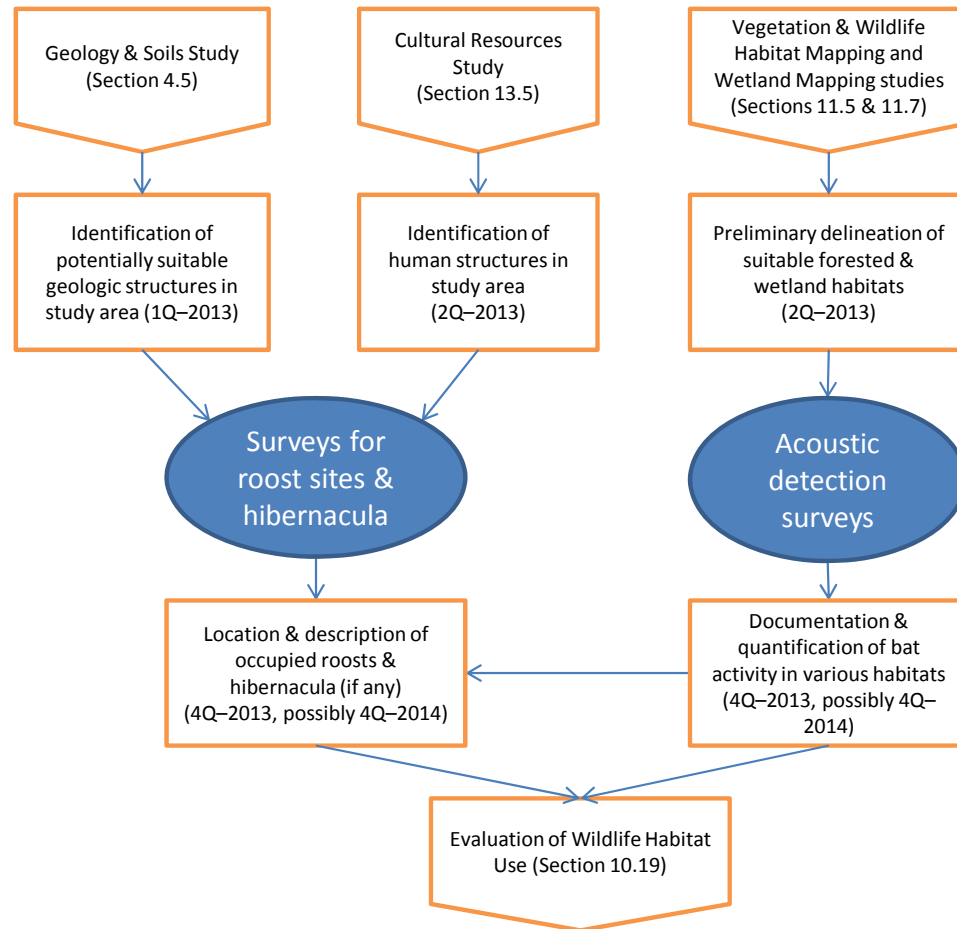 Geology & Soils Study
(Section 4.5)
Cultural Resources
Study
(Section 13.5)
Vegetation & Wildlife
Habitat Mapping and
Wetland Mapping studies
(Sections 11.5 & 11.7)
Identification of
potentially suitable
geologic structures in
study area (1Q–2013)
Identification of
human structures in
study area
(2Q–2013)
Preliminary delineation of
suitable forested &
wetland habitats
(2Q–2013)
Surveys for
roost sites &
hibernacula
Acoustic
detection
surveys
Location & description of
occupied roosts &
hibernacula (if any)
(4Q–2013, possibly 4Q–2014)
Documentation &
quantification of bat
activity in various habitats
(4Q–2013, possibly 4Q–
2014)
Evaluation of Wildlife Habitat
Use (Section 10.19)